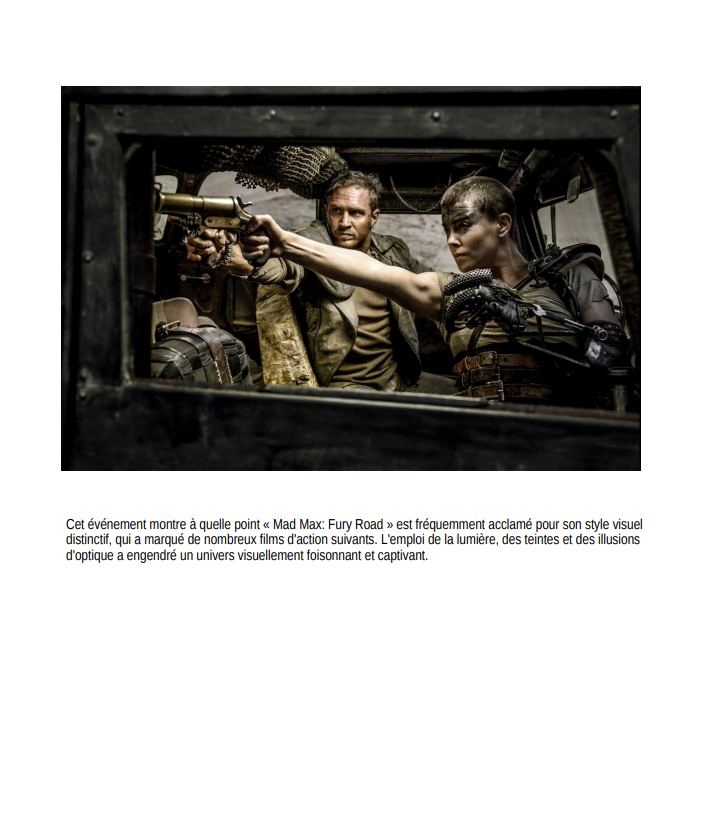 Cet événement montre à quelle point « Mad Max: Fury Road » est fréquemment acclamé pour son style visuel
distinctif, qui a marqué de nombreux films d'action suivants. L'emploi de la lumière, des teintes et des illusions
d'optique a engendré un univers visuellement foisonnant et captivant.